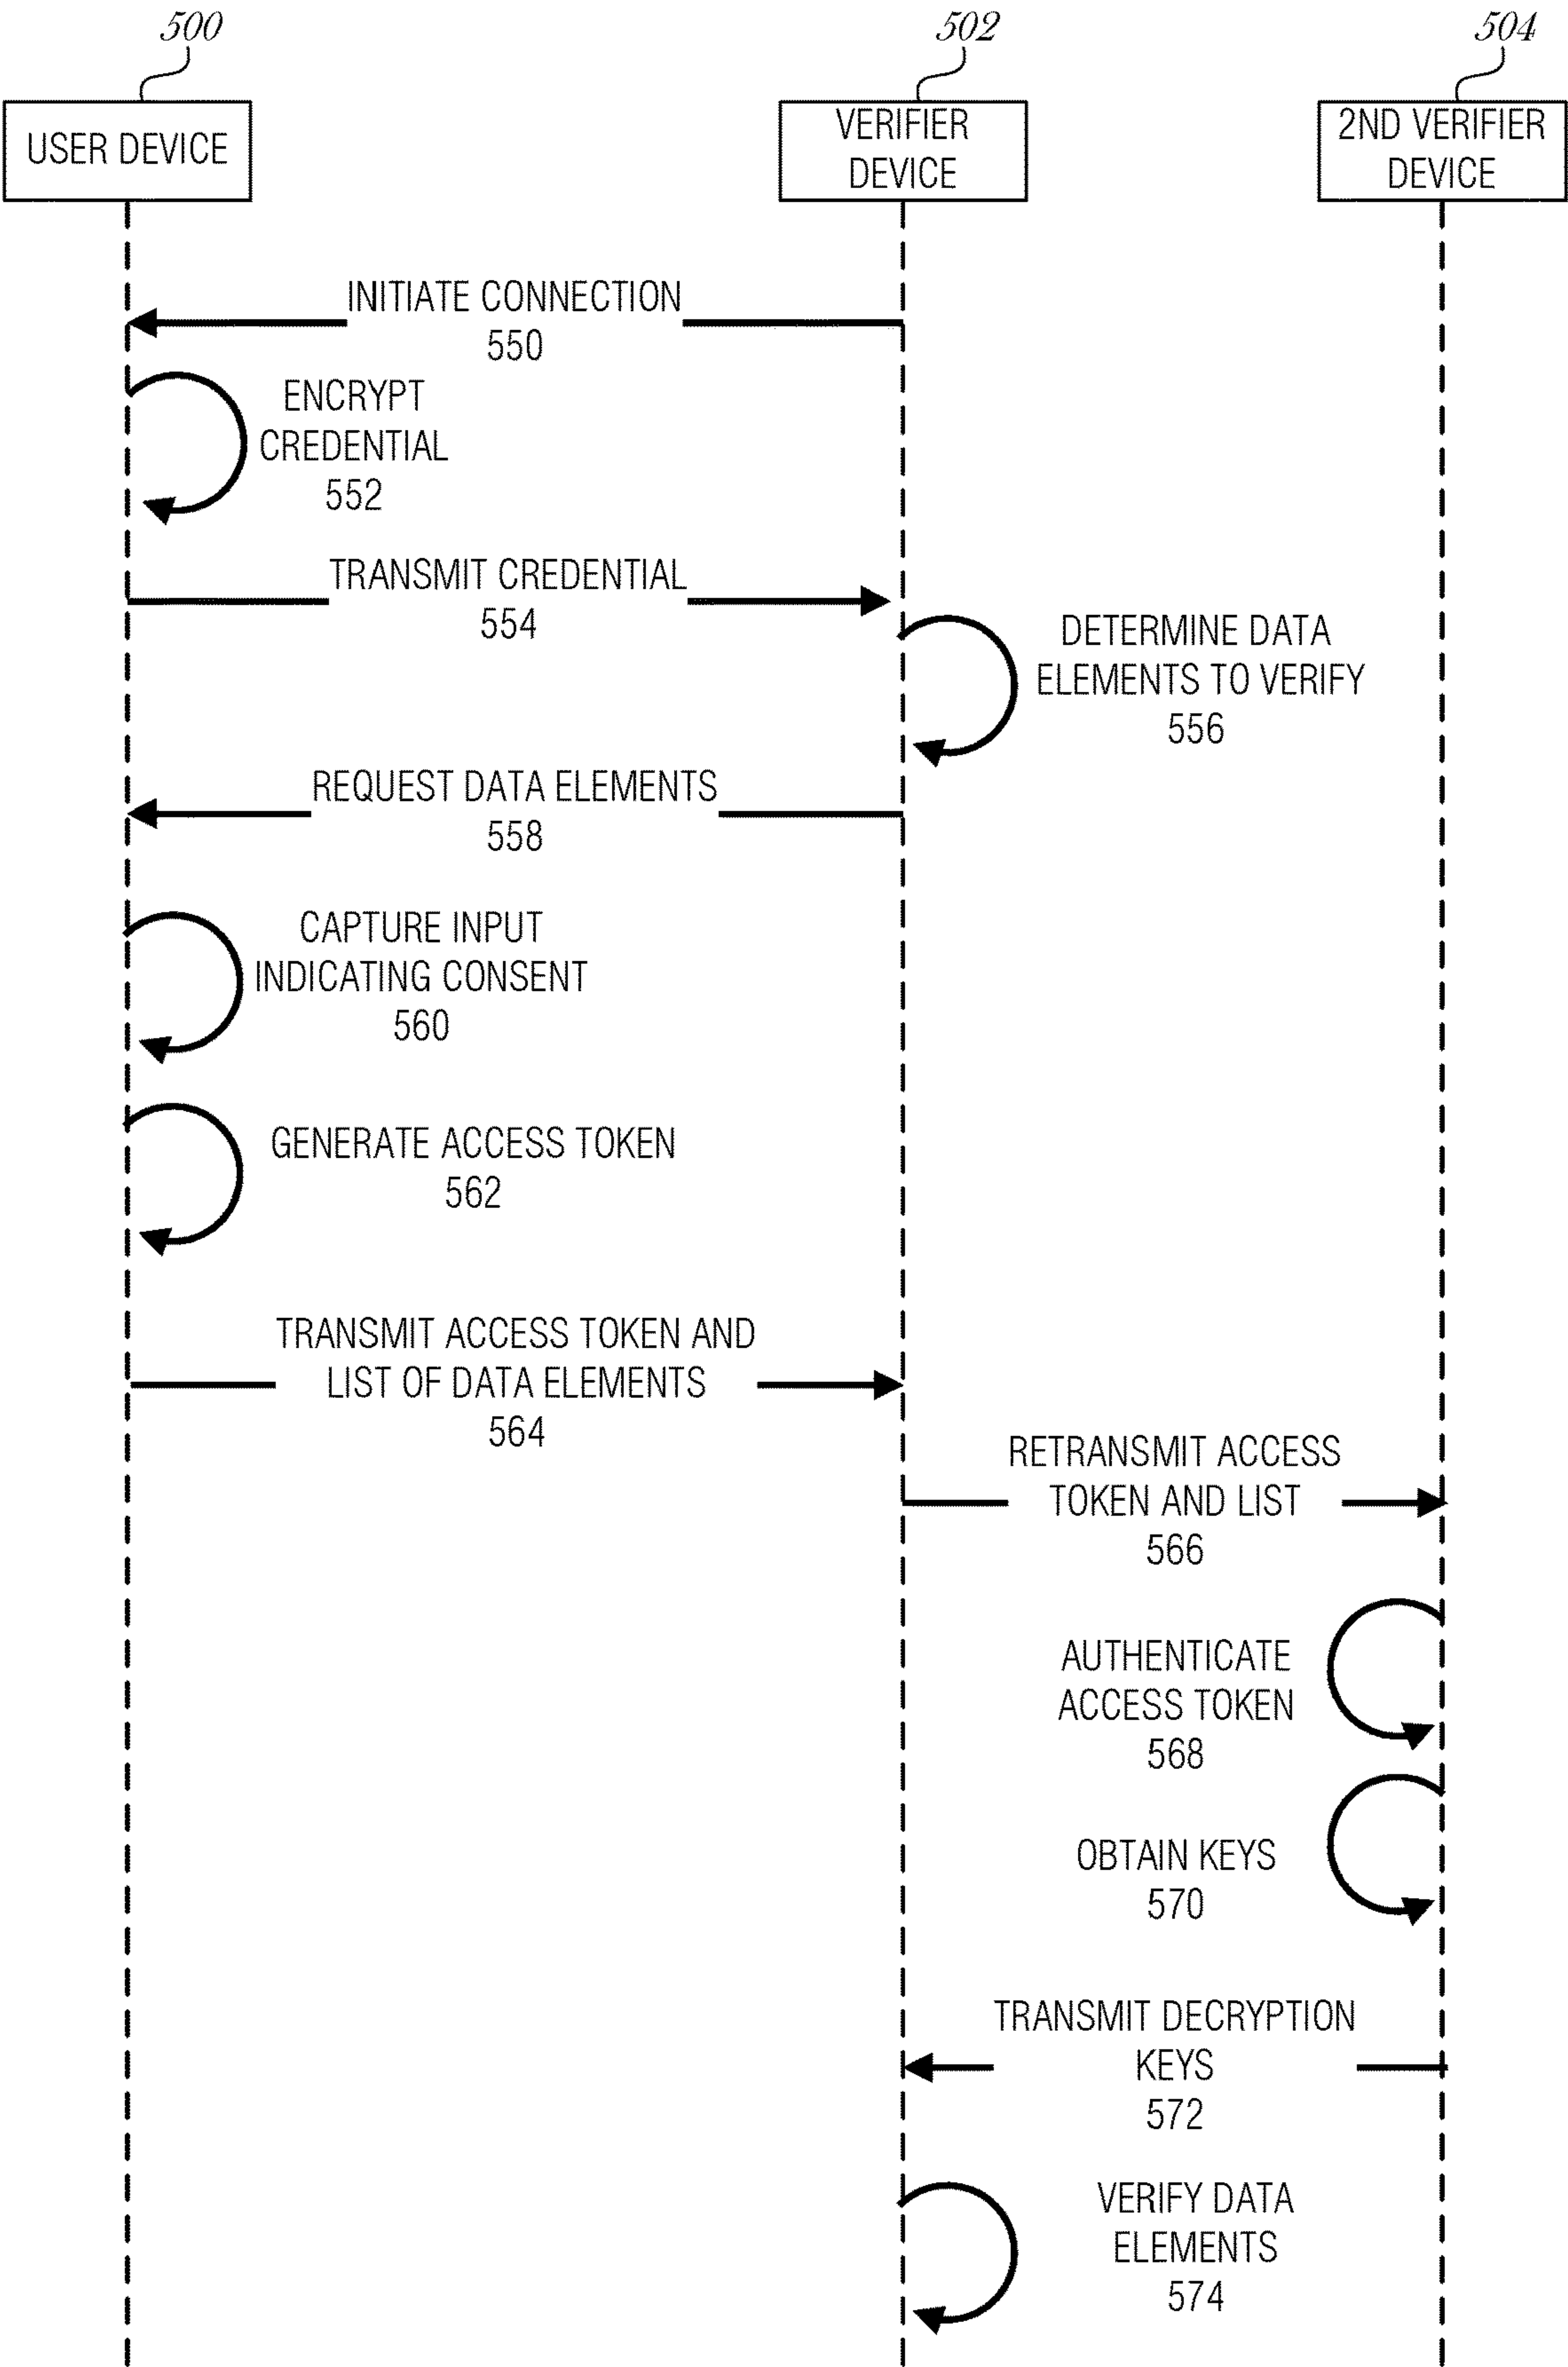 500
502
504
USER DEVICE
VERIFIER
DEVICE
2ND VERIFIER
DEVICE
INITIATE CONNECTION
550
ENCRYPT
CREDENTIAL
552
TRANSMIT CREDENTIAL
554
DETERMINE DATA
ELEMENTS TO VERIFY
556
REQUEST DATA ELEMENTS
558
CAPTURE INPUT
INDICATING CONSENT
560
GENERATE ACCESS TOKEN
562
TRANSMIT ACCESS TOKEN AND
LIST OF DATA ELEMENTS
564
RETRANSMIT ACCESS
TOKEN AND LIST
566
AUTHENTICATE
ACCESS TOKEN
568
OBTAIN KEYS
570
TRANSMIT DECRYPTION
KEYS
572
VERIFY DATA
ELEMENTS
574